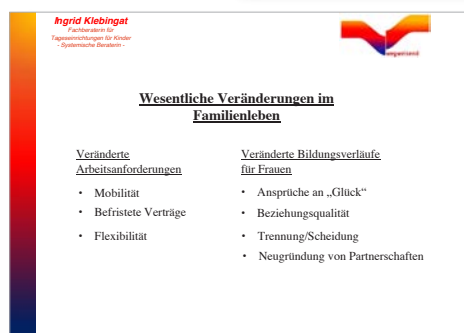 Ingrid Klebingat
Fachberaterin für
Tageseinrichtungen für Kinder
- Systemische Beraterin -
wegweisend
Wesentliche Veränderungen im
Familienleben
Veränderte
Arbeitsanforderungen
• Mobilität
• Befristete Verträge
• Flexibilität
Veränderte Bildungsverläufe
für Frauen
• Ansprüche an „Glück“
• Beziehungsqualität
• Trennung/Scheidung
• Neugründung von Partnerschaften